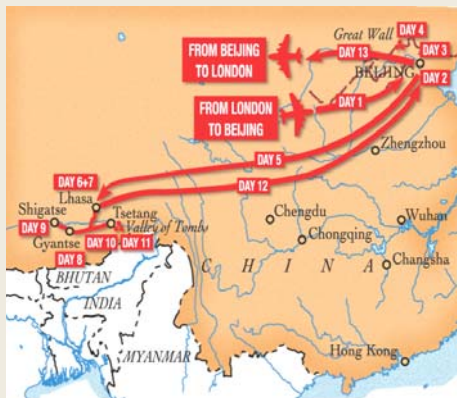 DAY 4
Great Wall
FROM BEIJING
TO LONDON
DAY 13
DAY 3
BEIJING
DAY 2
FROM LONDON
TO BEIJING
DAY 1
Zhengzhou
DAY 5
DAY 6+7
DAY 12
Lhasa
Shigatse
Tsetang
Chengdu
Wuhan
DAY 9
Valley of Tombs
Gyantse
DAY 10
DAY 11
Chongqing
DAY 8
CHINA
Changsha
BHUTAN
INDIA
MYANMAR
Hong Kong